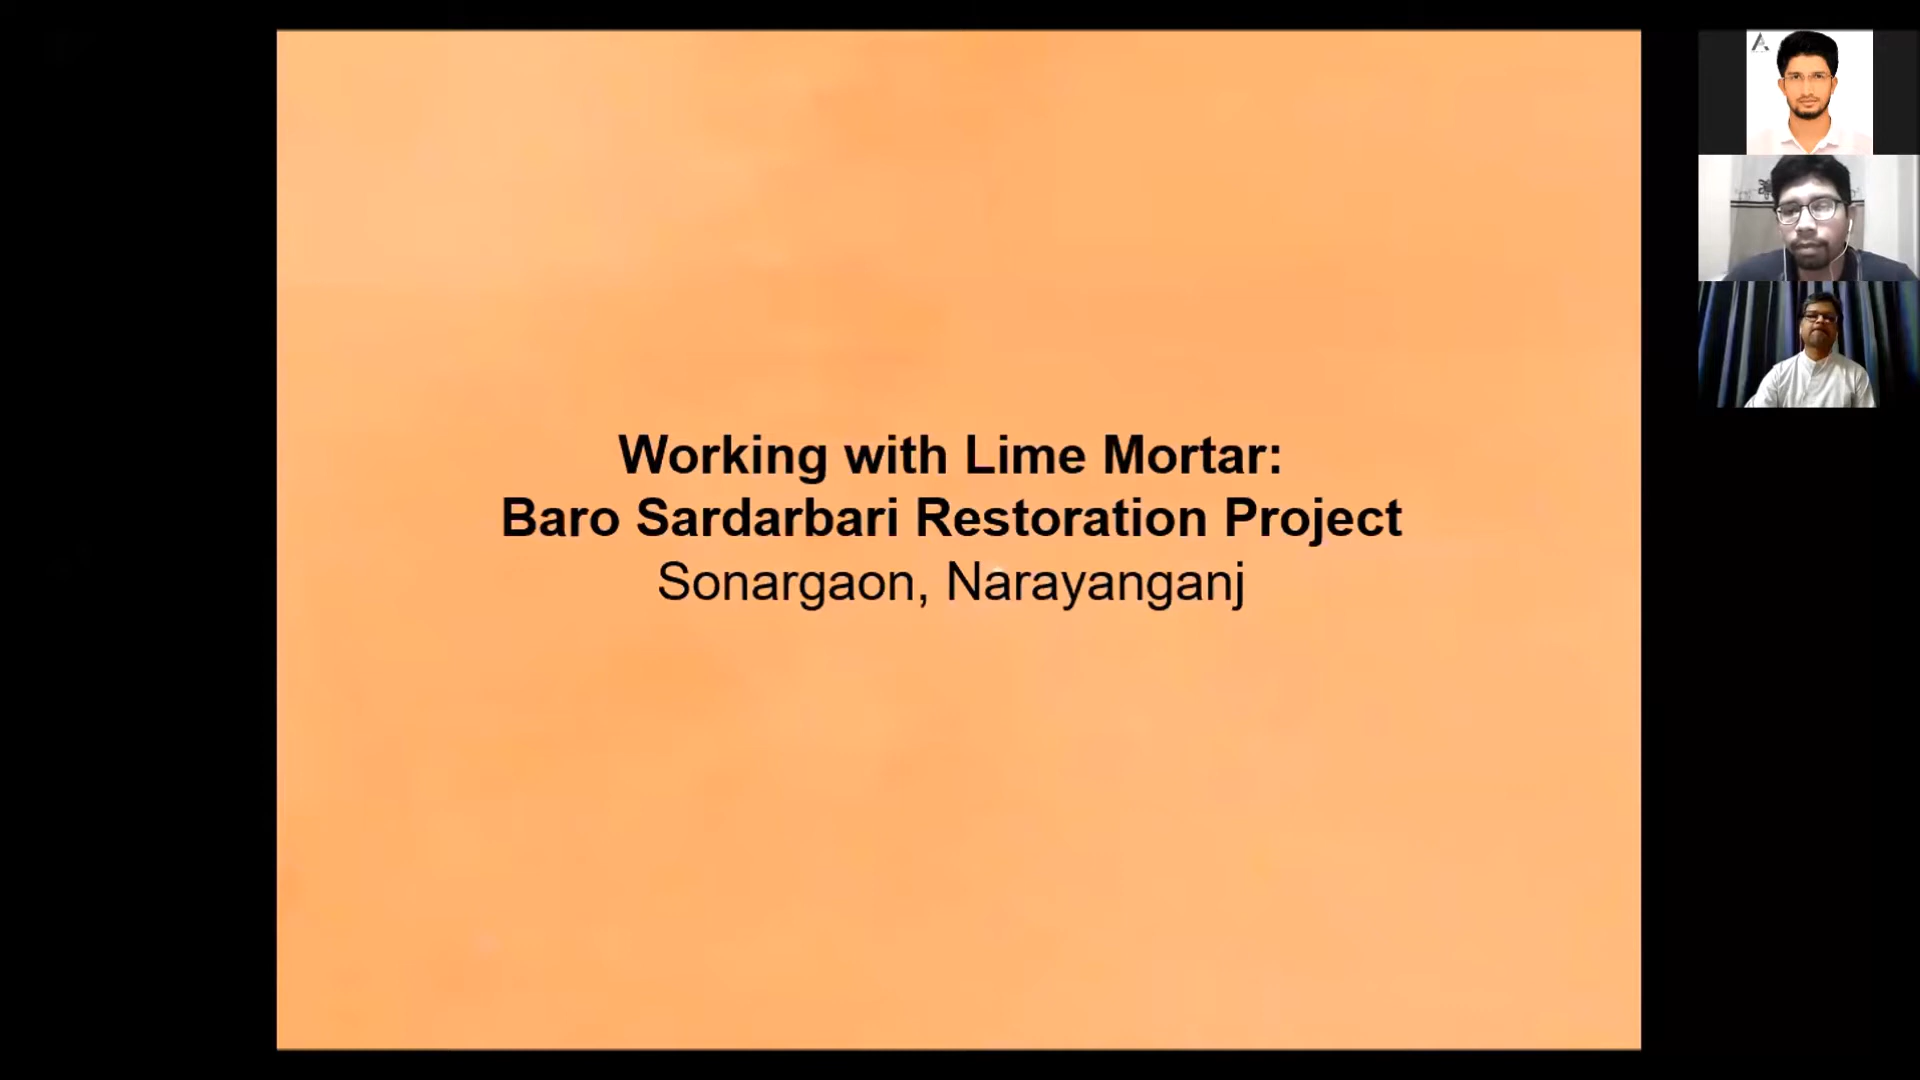 Working with Lime Mortar:
Baro Sardarbari Restoration Project
Sonargaon, Narayanganj